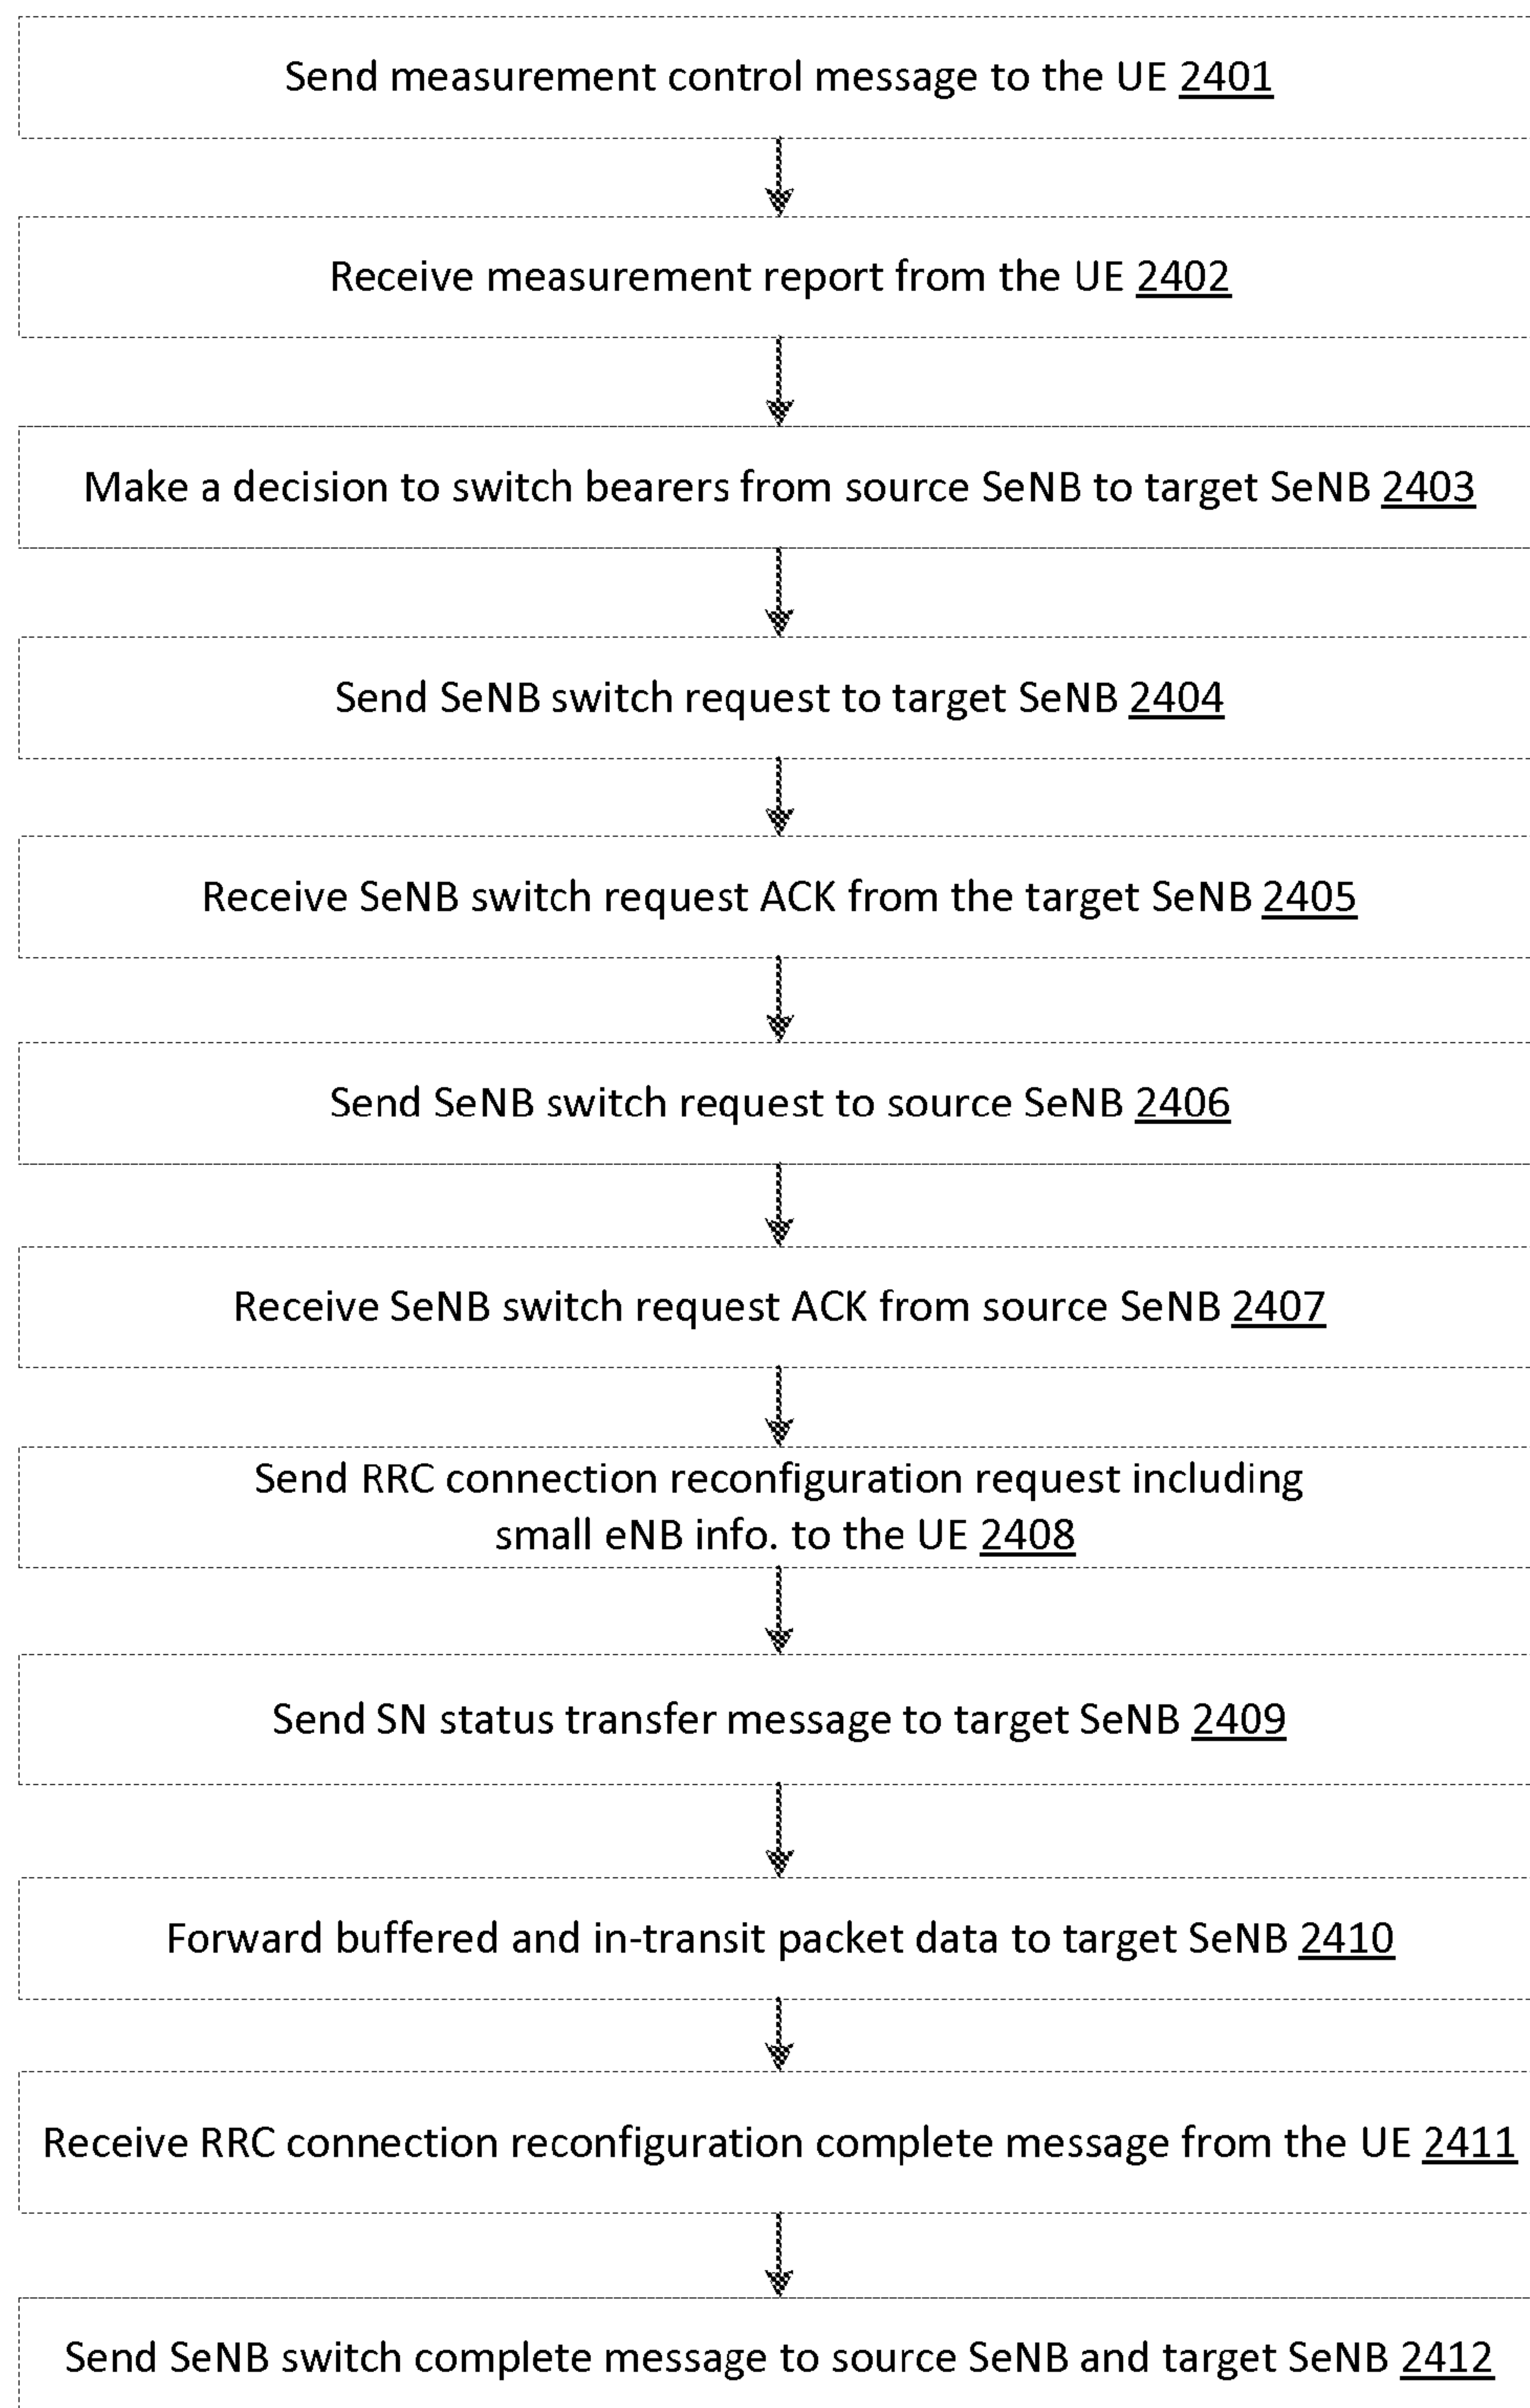 Send measurement control message to the UE 2401
Receive measurement report from the UE 2402
Make a decision to switch bearers from source SeNB to target SeNB 2403
Send SeNB switch request to target SeNB 2404
Receive SeNB switch request ACK from the target SeNB 2405
Send SeNB switch request to source SeNB 2406
Receive SeNB switch request ACK from source SeNB 2407
Send RRC connection reconfiguration request including
small eNB info. to the UE 2408
Send SN status transfer message to target SeNB 2409
Forward buffered and in-transit packet data to target SeNB 2410
Receive RRC connection reconfiguration complete message from the UE 2411
Send SeNB switch complete message to source SeNB and target SeNB 2412